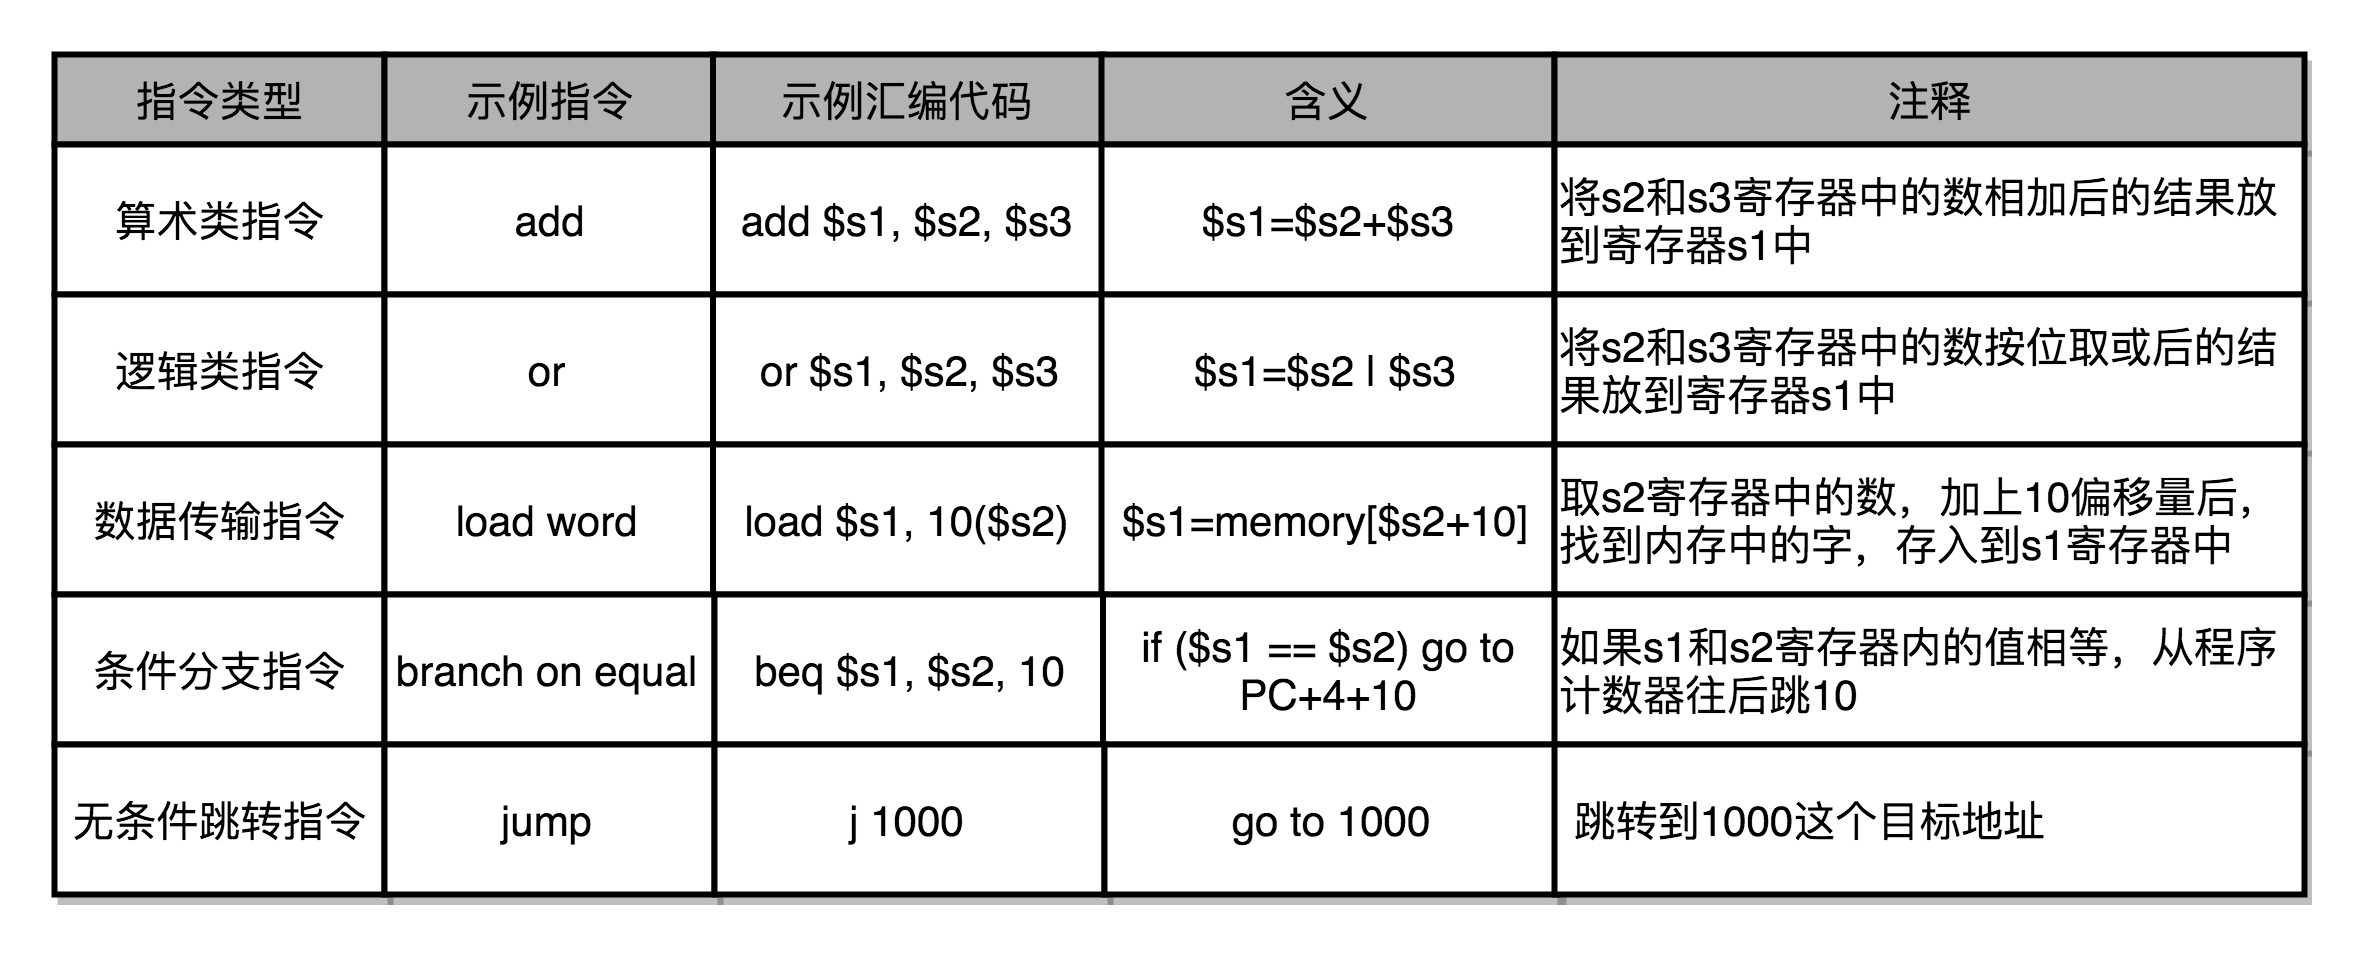 指令类型 示例指令 示例汇编代码 含义 注释
算术类指令 add add $s1, $s2, $s3 $s1=$s2+$s3 将s2和s3寄存器中的数相加后的结果放
到寄存器s1中
逻辑类指令 or or $s1, $s2, $s3 $s1=$s2 | $s3 将s2和s3寄存器中的数按位取或后的结
果放到寄存器s1中
数据传输指令 load word load $s1, 10($s2) $s1=memory[$s2+10] 取s2寄存器中的数，加上10偏移量后，
找到内存中的字，存入到s1寄存器中
条件分支指令 branch on equal beq $s1, $s2, 10 if ($s1 == $s2) go to
PC+4+10
如果s1和s2寄存器内的值相等，从程序
计数器往后跳10
无条件跳转指令 jump j 1000 go to 1000 跳转到1000这个目标地址